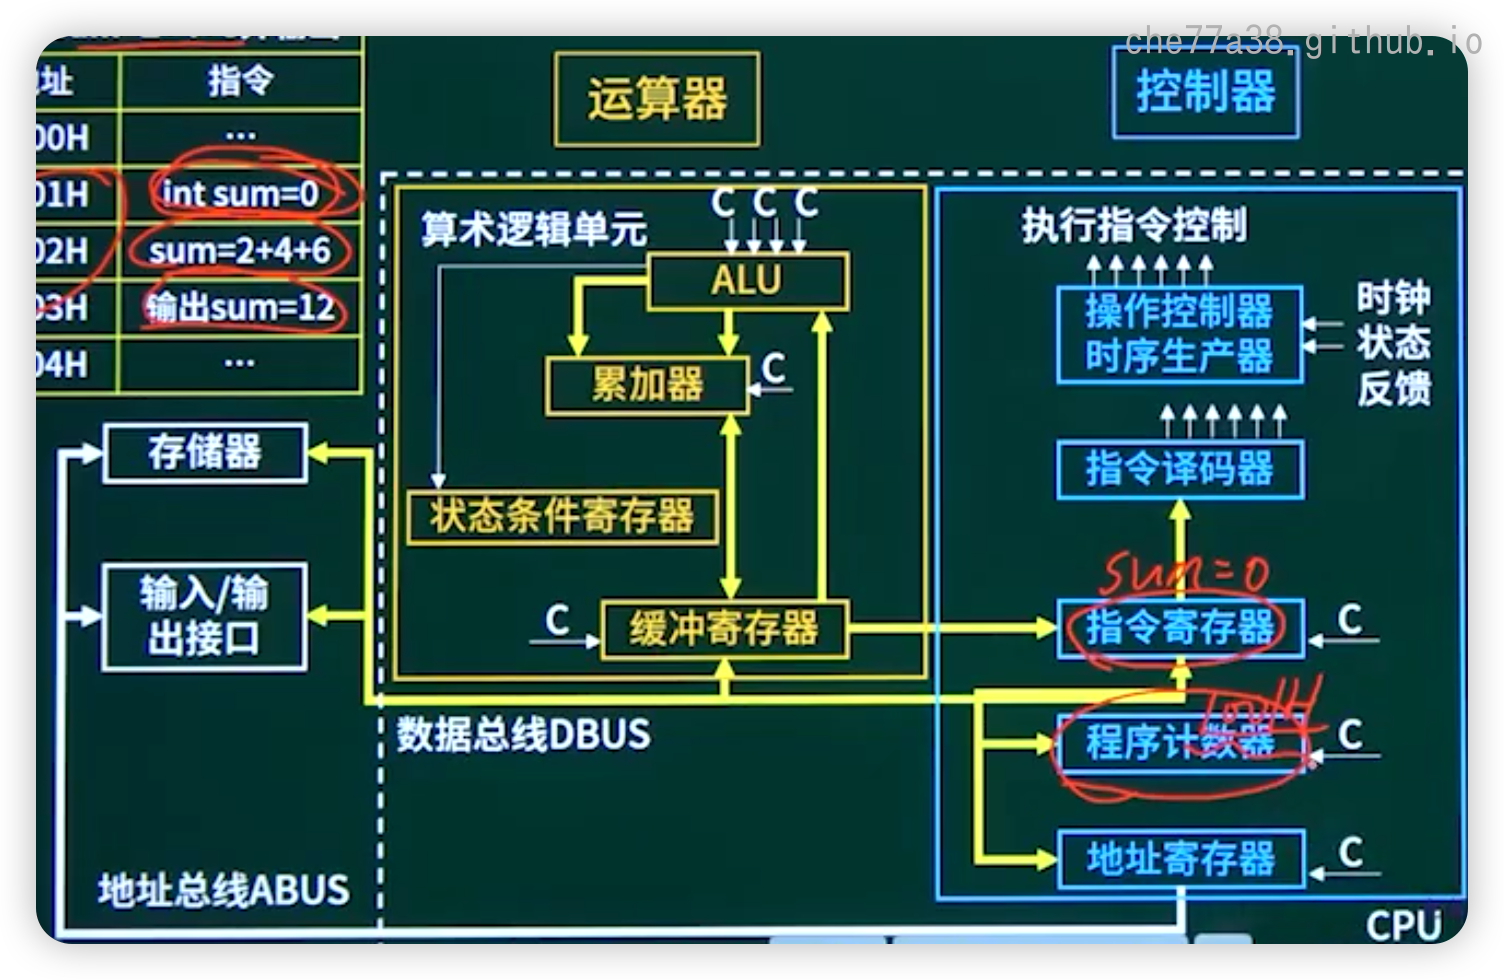 che77a38.github.io
运算器
控制器
址
指令
00H
...
01H
int sum=0
02H
sum=2+4+6
03H
输出sum=12
04H
...
算术逻辑单元
C C C
ALU
累加器
C
状态条件寄存器
C
缓冲寄存器
执行指令控制
操作控制器
时序生产器
时钟
状态
反馈
指令译码器
sum=0
指令寄存器
C
程序计数器
C
地址寄存器
C
存储器
输入/输
出接口
数据总线DBUS
地址总线ABUS
CPU